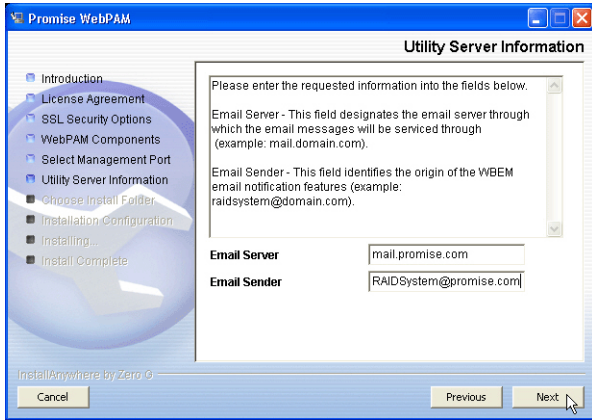 Promise WebPAM
Utility Server Information
Introduction
License Agreement
SSL Security Options
WebPAM Components
Select Management Port
Utility Server Information
Choose Install Folder
Installation Configuration
Installing...
Install Complete
Please enter the requested information into the fields below.
Email Server - This field designates the email server through
which the email messages will be serviced through
(example: mail.domain.com).
Email Sender - This field identifies the origin of the WBEM
email notification features (example:
raidsystem@domain.com).
Email Server
mail.promise.com
Email Sender
RAIDSystem@promise.com
InstallAnywhere by Zero G
Cancel
Previous
Next